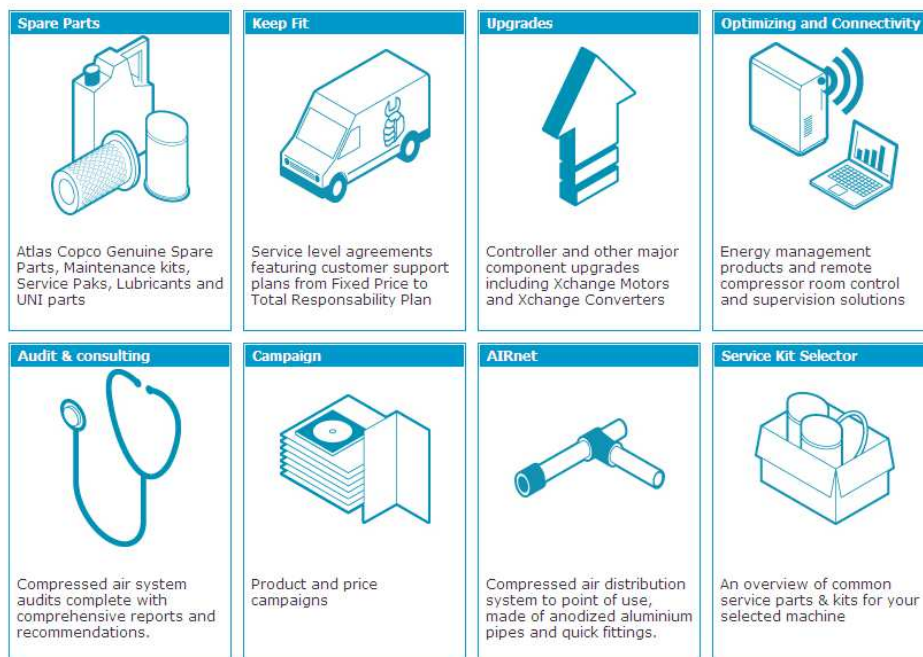 Spare Parts
Atlas Copco Genuine Spare
Parts, Maintenance kits,
Service Paks, Lubricants and
UNI parts
Keep Fit
Service level agreements
featuring customer support
plans from Fixed Price to
Total Responsability Plan
Upgrades
Controller and other major
component upgrades
including Xchange Motors
and Xchange Converters
Optimizing and Connectivity
Energy management
products and remote
compressor room control
and supervision solutions
Audit & consulting
Compressed air system
audits complete with
comprehensive reports and
recommendations.
Campaign
Product and price
campaigns
AIRnet
Compressed air distribution
system to point of use,
made of anodized aluminium
pipes and quick fittings.
Service Kit Selector
An overview of common
service parts & kits for your
selected machine